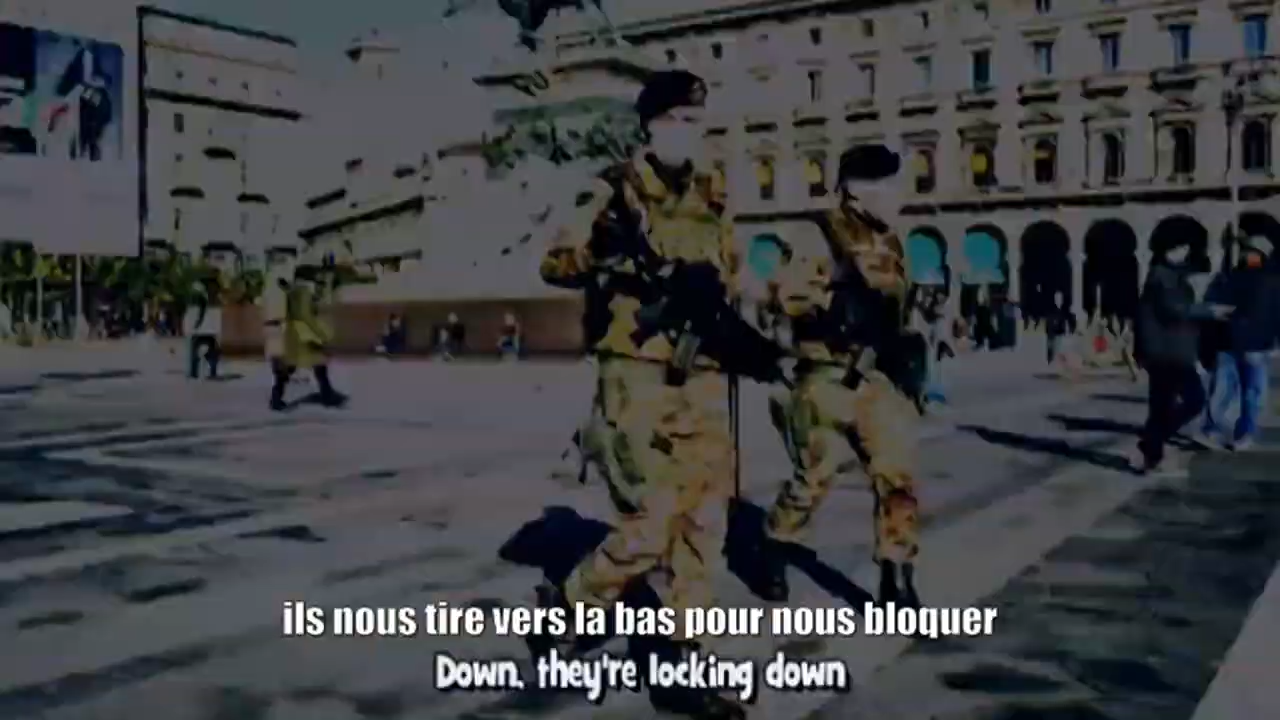 ils nous tire vers la bas pour nous bloquer
Down. they're locking down